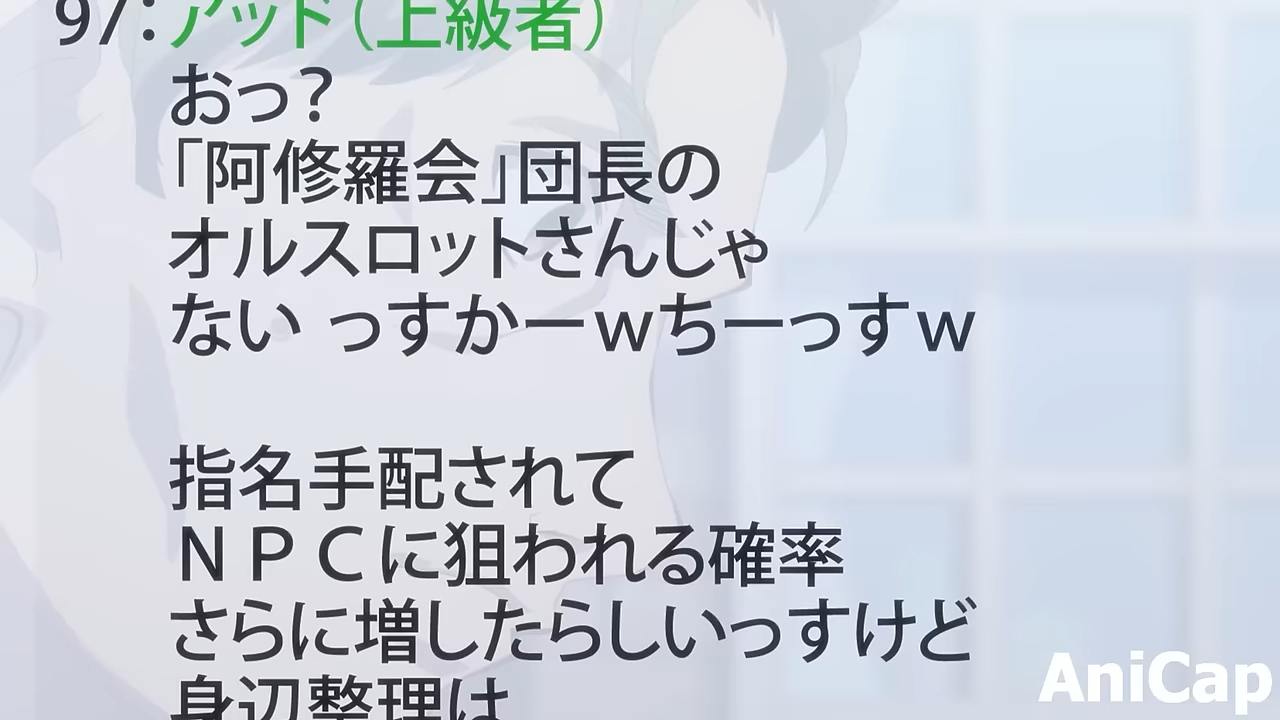 97：アッド（上級者）
おっ？
「阿修羅会」団長の
オルスロットさんじゃ
ない っすかーｗちーっすｗ
指名手配されて
ＮＰＣに狙われる確率
さらに増したらしいっすけど
身辺整理は
AniCap